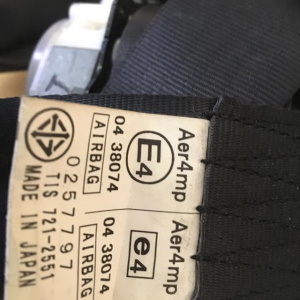 Aer4mp
E4
04 38074
AIRBAG
Aer4mp
e4
04 38074
AIRBAG
0257797
TIS 721-2551
MADE IN JAPAN